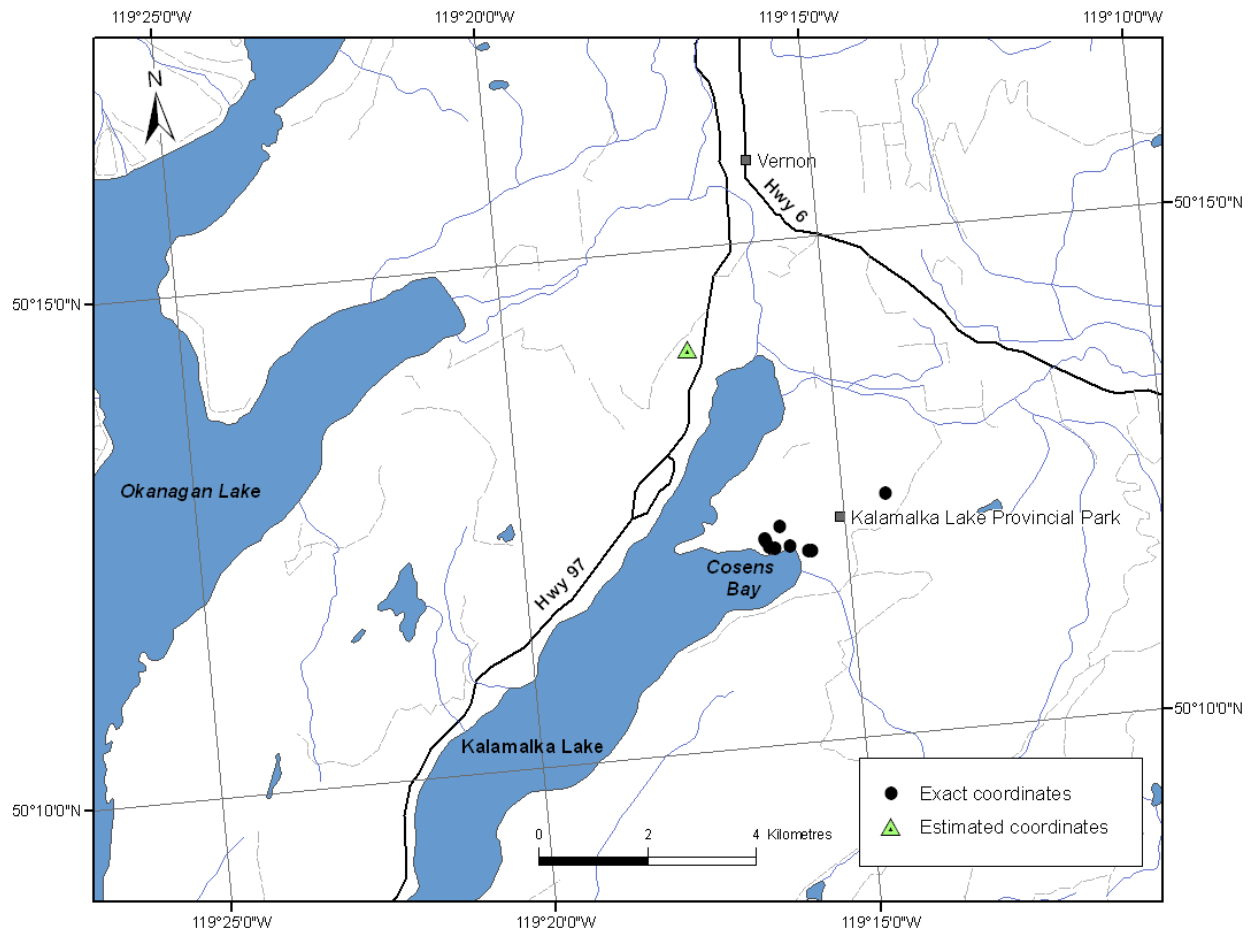 119°25'0"W
119°20'0"W
119°15'0"W
119°10'0"W
N
Vernon
Hwy 6
50°15'0"N
50°15'0"N
Okanagan Lake
Kalamalka Lake Provincial Park
Cosens
Bay
Hwy 97
50°10'0"N
Kalamalka Lake
50°10'0"N
Exact coordinates
Estimated coordinates
0 2 4 Kilometres
119°25'0"W
119°20'0"W
119°15'0"W